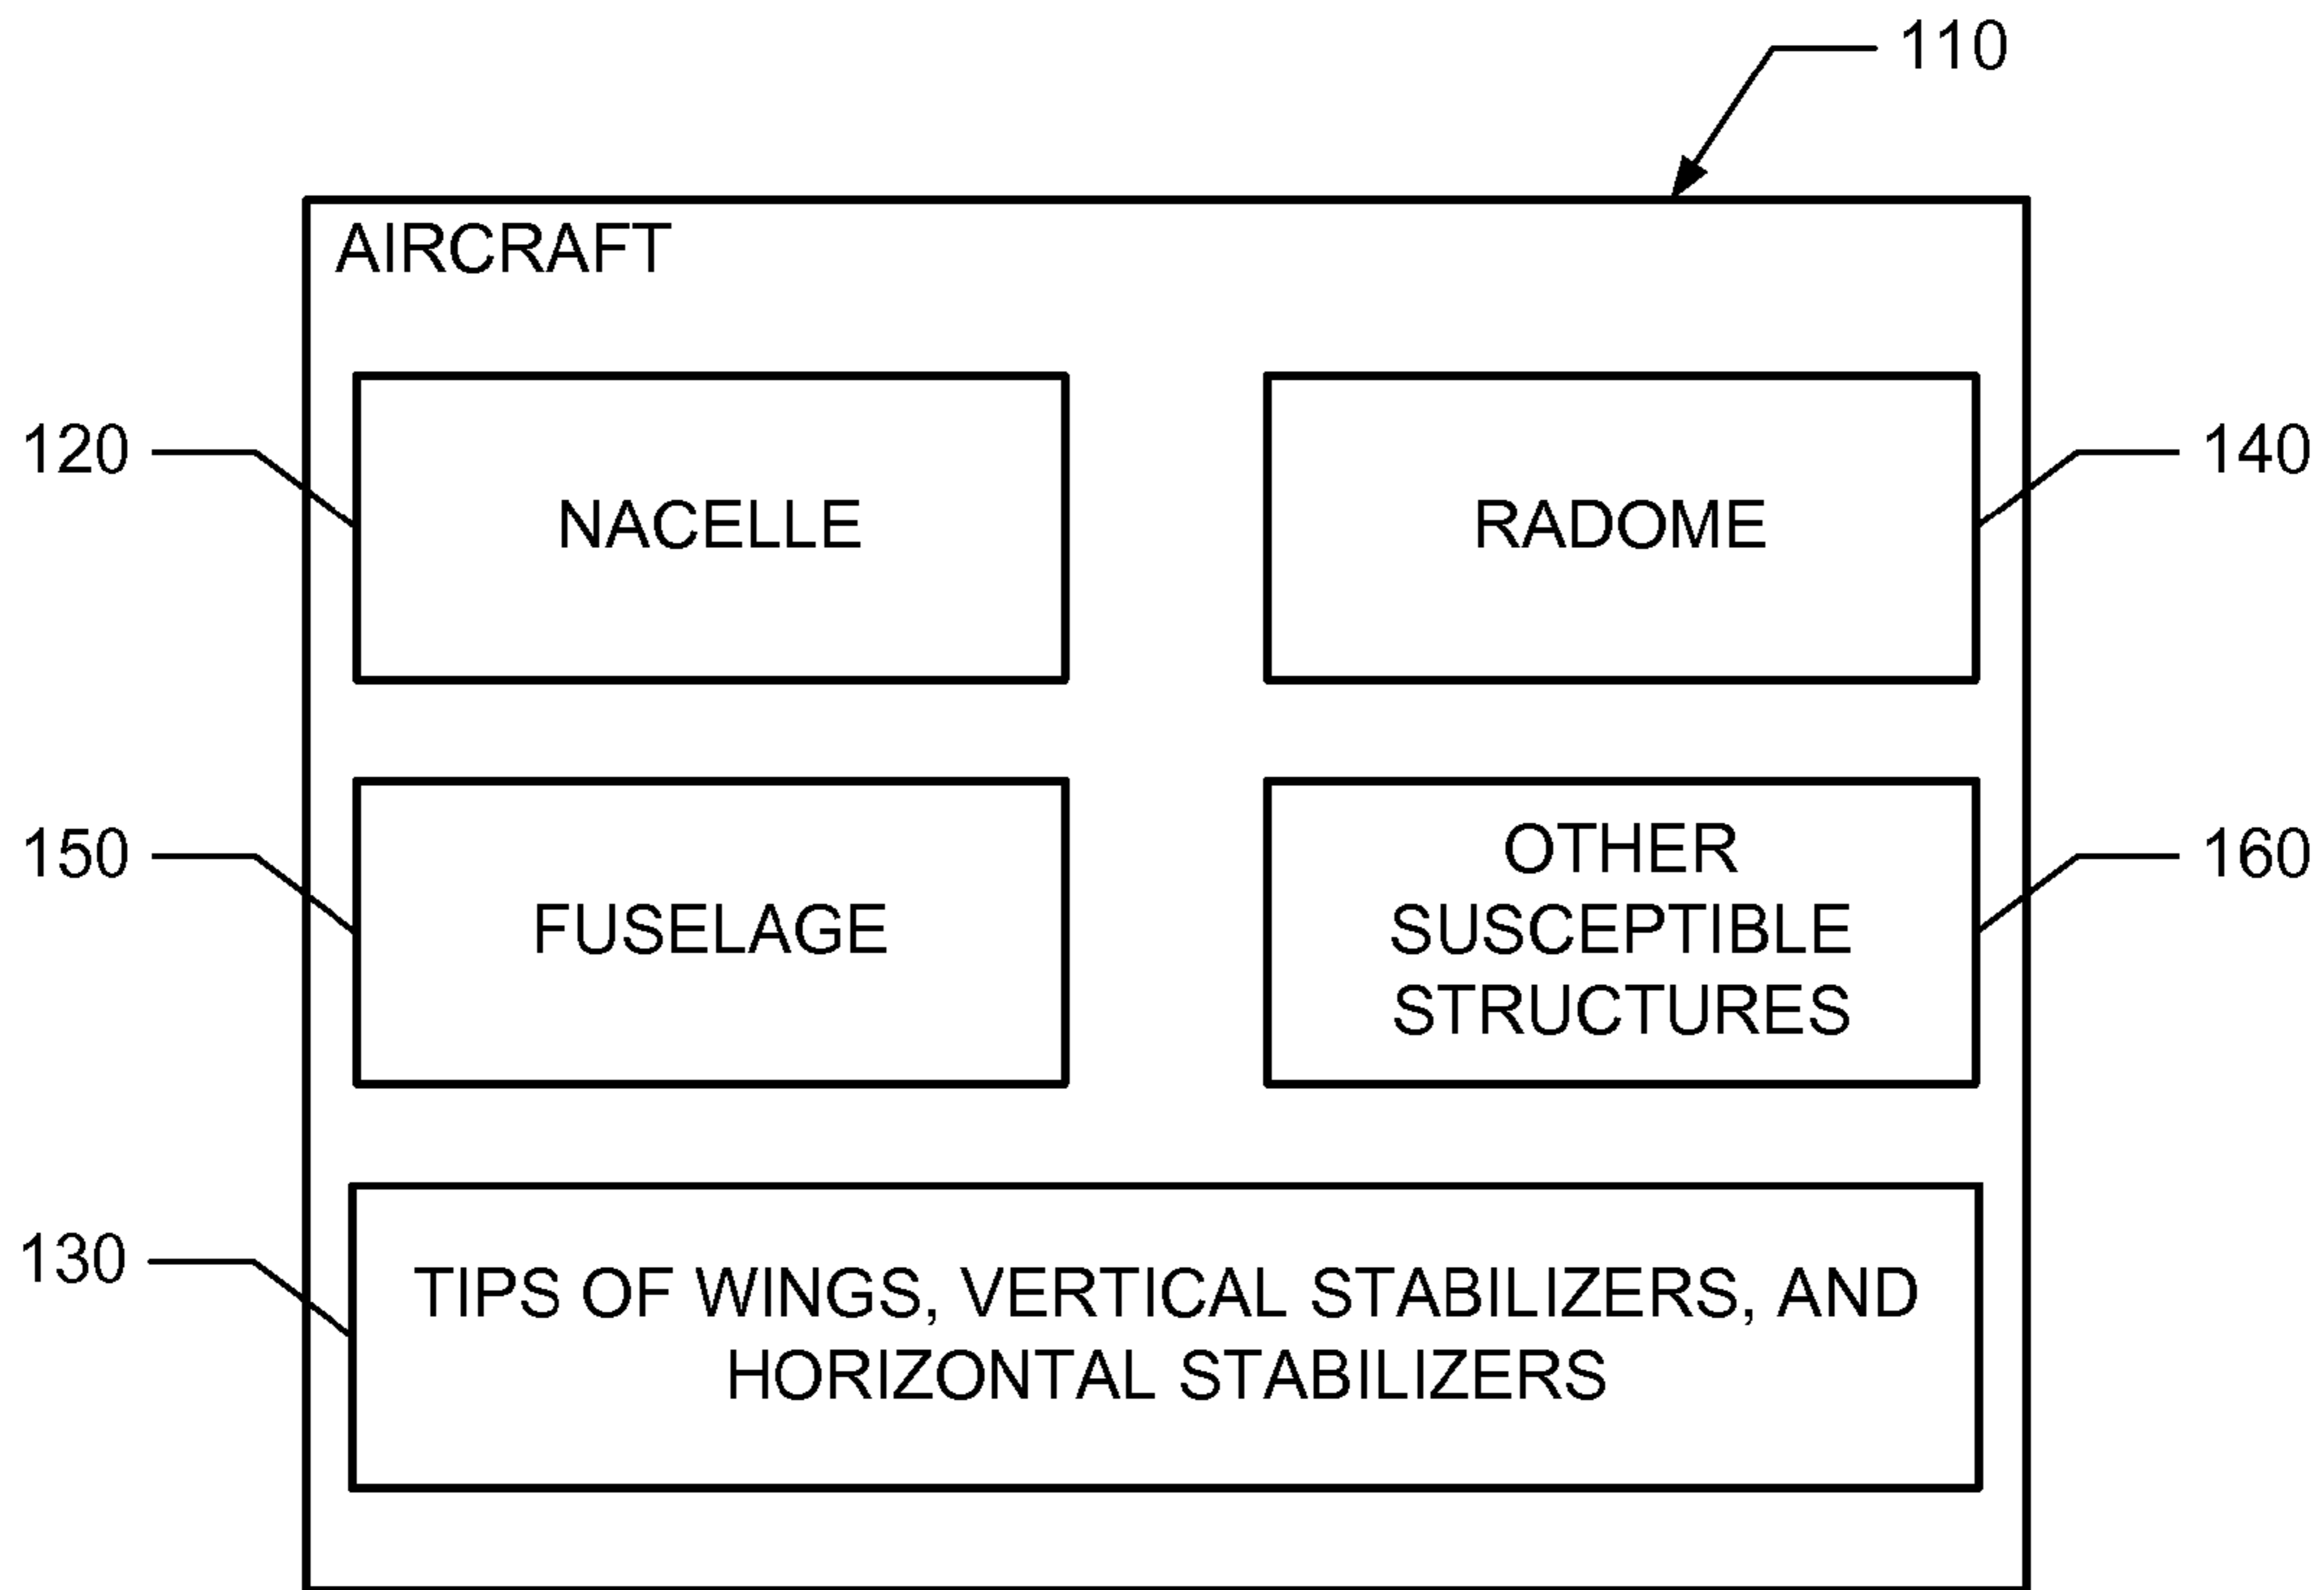 110
AIRCRAFT
120
NACELLE
RADOME
140
150
FUSELAGE
OTHER
SUSCEPTIBLE
STRUCTURES
160
130
TIPS OF WINGS, VERTICAL STABILIZERS, AND
HORIZONTAL STABILIZERS